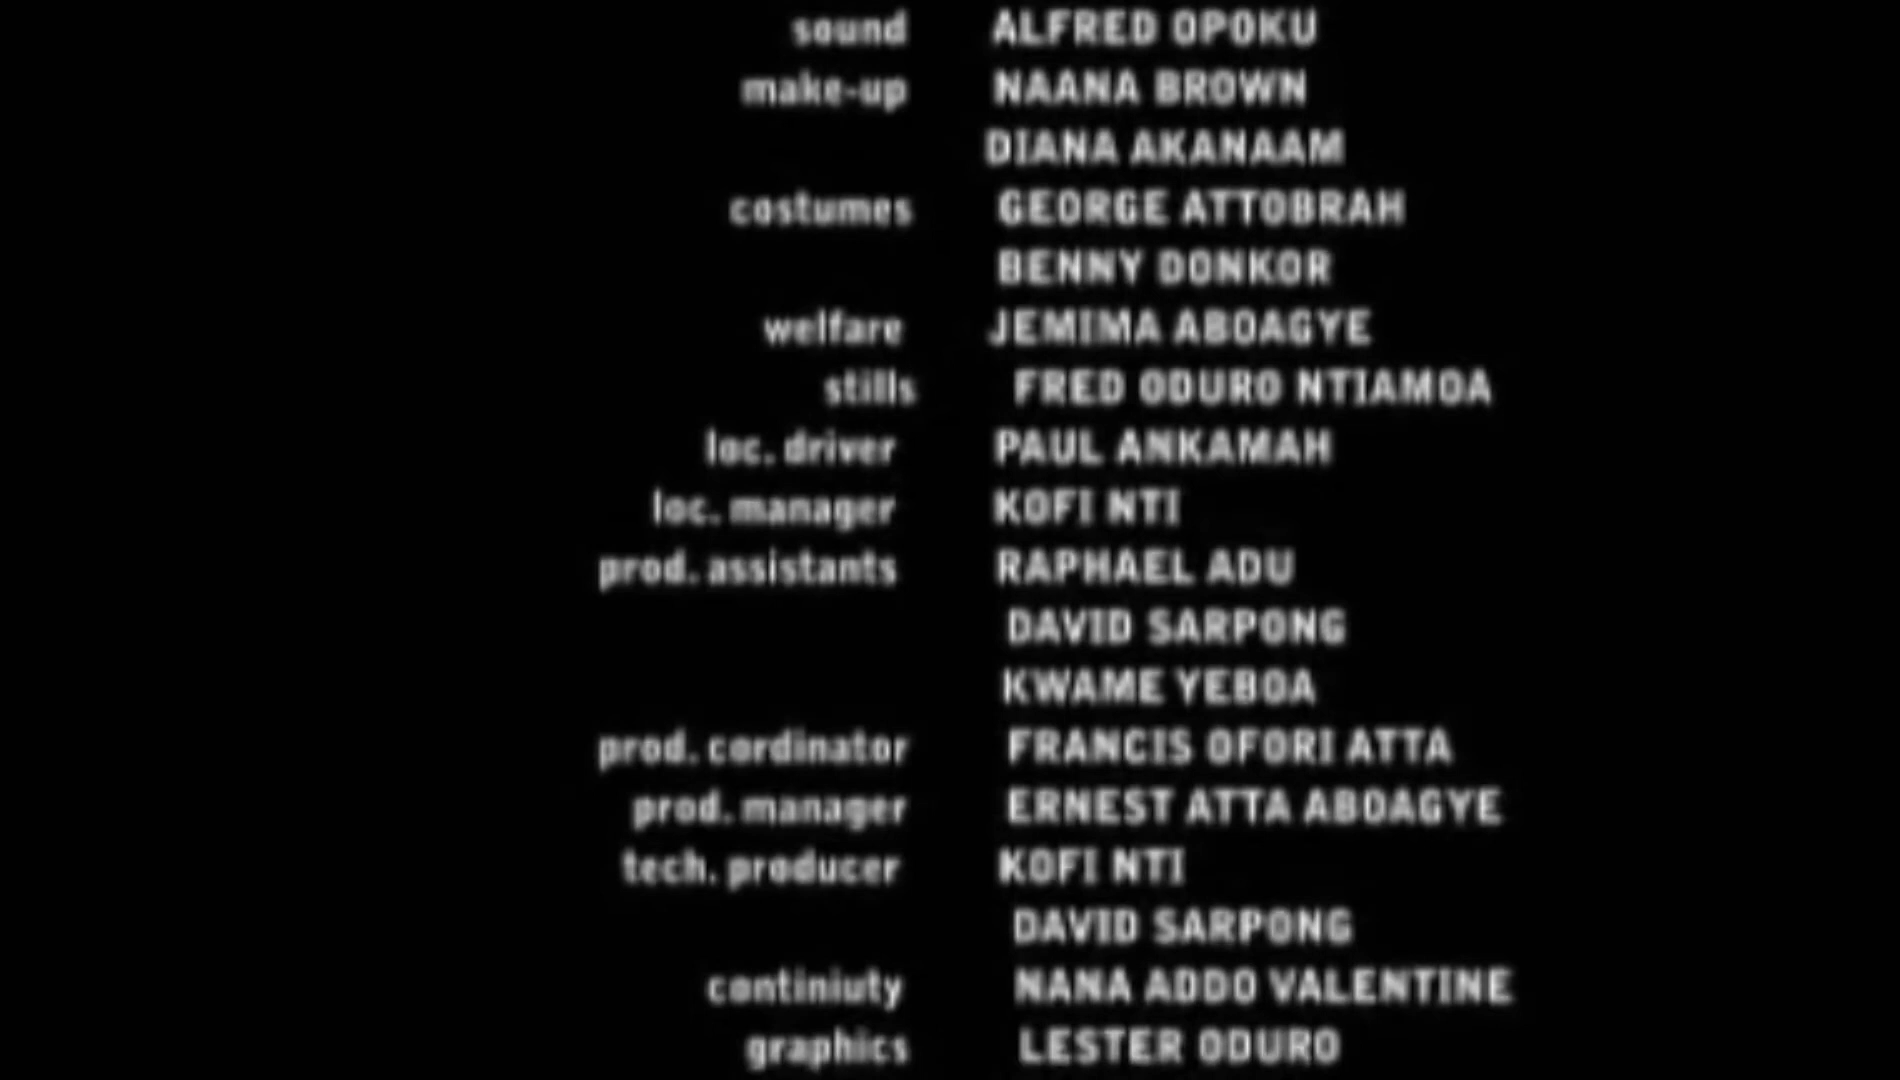 sound ALFRED OPOKU
make-up NAANA BROWN
DIANA AKANAAM
costumes GEORGE ATTOBRAH
BENNY DONKOR
welfare JEMIMA ABOAGYE
stills FRED ODURO NTIAMOA
loc. driver PAUL ANKAMAH
loc. manager KOFI NTI
prod. assistants RAPHAEL ADU
DAVID SARPONG
KWAME YEBOA
prod. cordinator FRANCIS OFORI ATTA
prod. manager ERNEST ATTA ABOAGYE
tech. producer KOFI NTI
DAVID SARPONG
continiuty NANA ADDO VALENTINE
graphics LESTER ODURO